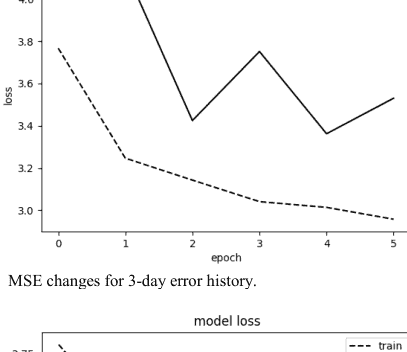 4.0
3.8
3.6
3.4
3.2
3.0
loss
0 1 2 3 4 5
epoch
MSE changes for 3-day error history.
model loss
3.75
train